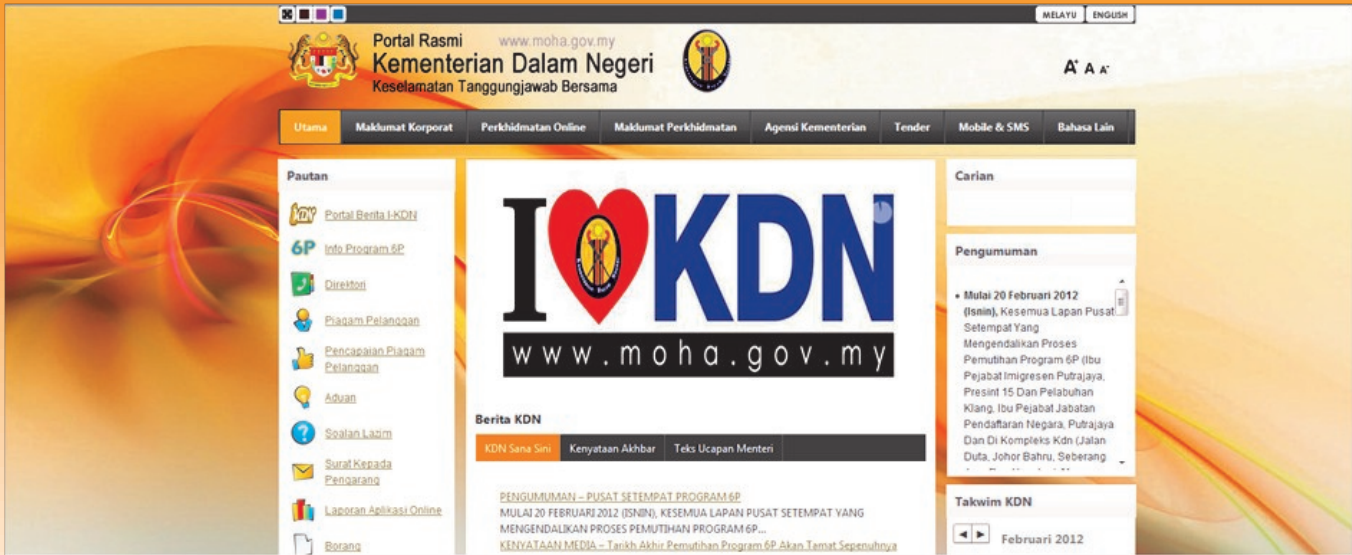 MELAYU ENGLISH
Portal Rasmi www.moha.gov.my
Kementerian Dalam Negeri
Keselamatan Tanggungjawab Bersama
A+ A A-
Utama Maklumat Korporat Perkhidmatan Online Maklumat Perkhidmatan Agensi Kementerian Tender Mobile & SMS Bahasa Lain
Pautan
Portal Berita I-KDN
6P Info Program 6P
Direktori
Piagam Pelanggan
Pencapaian Piagam
Pelanggan
Aduan
Soalan Lazim
Surat Kepada
Pengarang
Laporan Aplikasi Online
Borang
I KDN
www.moha.gov.my
Berita KDN
KDN Sana Sini Kenyataan Akhbar Teks Ucapan Menteri
PENGUMUMAN – PUSAT SETEMPAT PROGRAM 6P
MULAI 20 FEBRUARI 2012 (ISNIN), KESEMUA LAPAN PUSAT SETEMPAT YANG
MENGENDALIKAN PROSES PEMUTIHAN PROGRAM 6P...
KENYATAAN MEDIA – Tarikh Akhir Pemutihan Program 6P Akan Tamat Sepenuhnya
Carian
Pengumuman
Mulai 20 Februari 2012
(Isnin), Kesemua Lapan Pusat
Setempat Yang
Mengendalikan Proses
Pemutihan Program 6P (Ibu
Pejabat Imigresen Putrajaya,
Presint 15 Dan Pelabuhan
Klang, Ibu Pejabat Jabatan
Pendaftaran Negara, Putrajaya
Dan Di Kompleks Kdn (Jalan
Duta, Johor Bahru, Seberang
Takwim KDN
Februari 2012